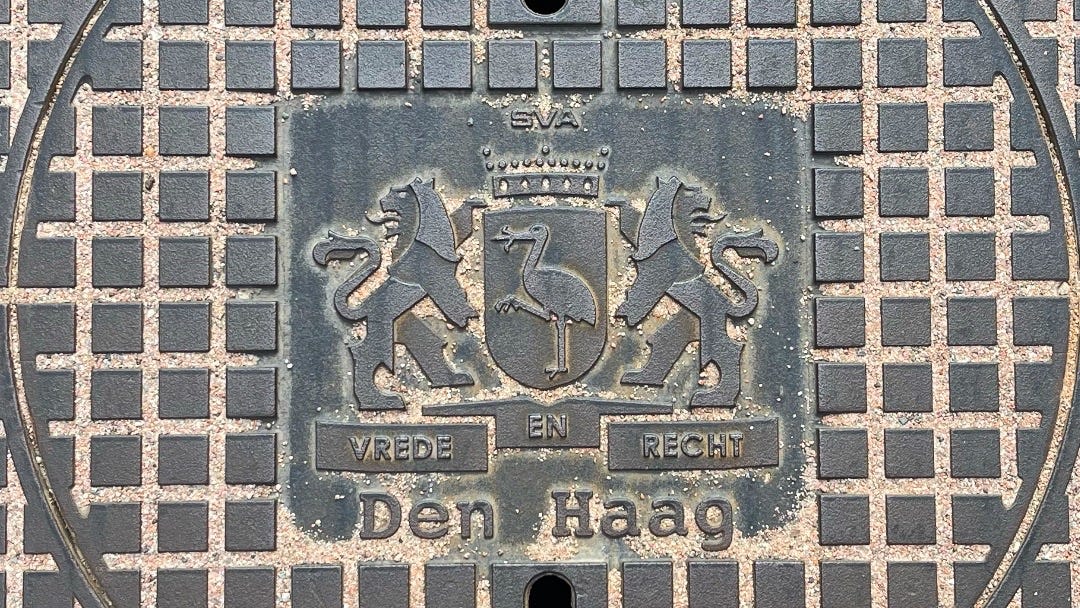 SVA
VREDE EN RECHT
Den Haag